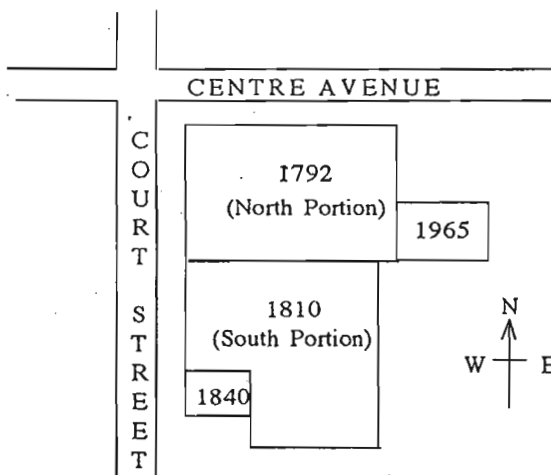 CENTRE AVENUE
COURT STREET
1792
(North Portion)
1965
1810
(South Portion)
1840
N
W E